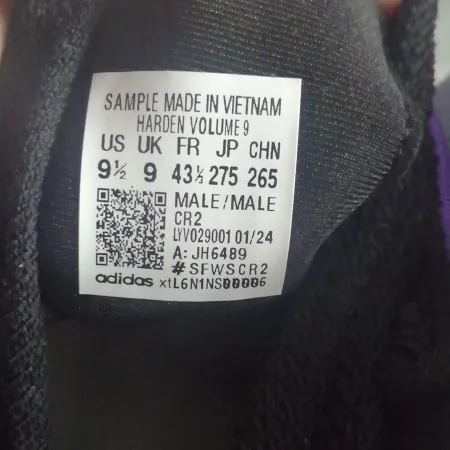 SAMPLE MADE IN VIETNAM
HARDEN VOLUME 9
US UK FR JP CHN
9½ 9 43⅓ 275 265
MALE/MALE
CR2
LYV029001 01/24
A: JH6489
#SFWSCR2
adidas xtL6N1NS00006